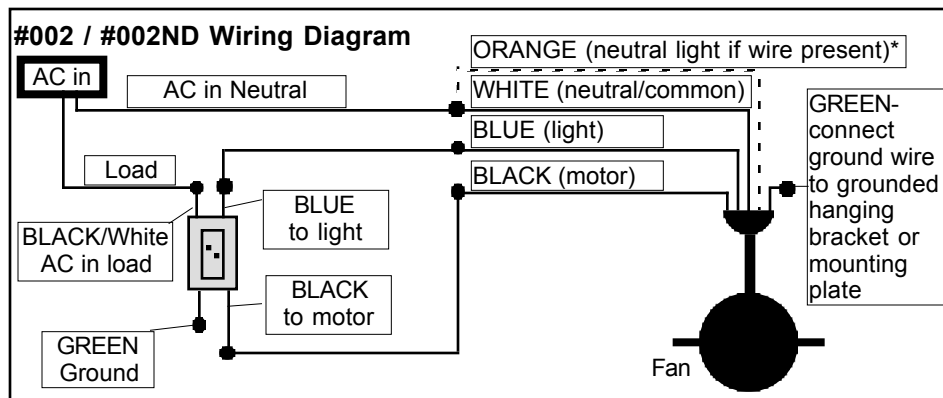 #002 / #002ND Wiring Diagram
AC in
AC in Neutral
ORANGE (neutral light if wire present)*
WHITE (neutral/common)
BLUE (light)
BLACK (motor)
GREEN-
connect
ground wire
to grounded
hanging
bracket or
mounting
plate
Load
BLACK/White
AC in load
BLUE
to light
BLACK
to motor
GREEN
Ground
Fan